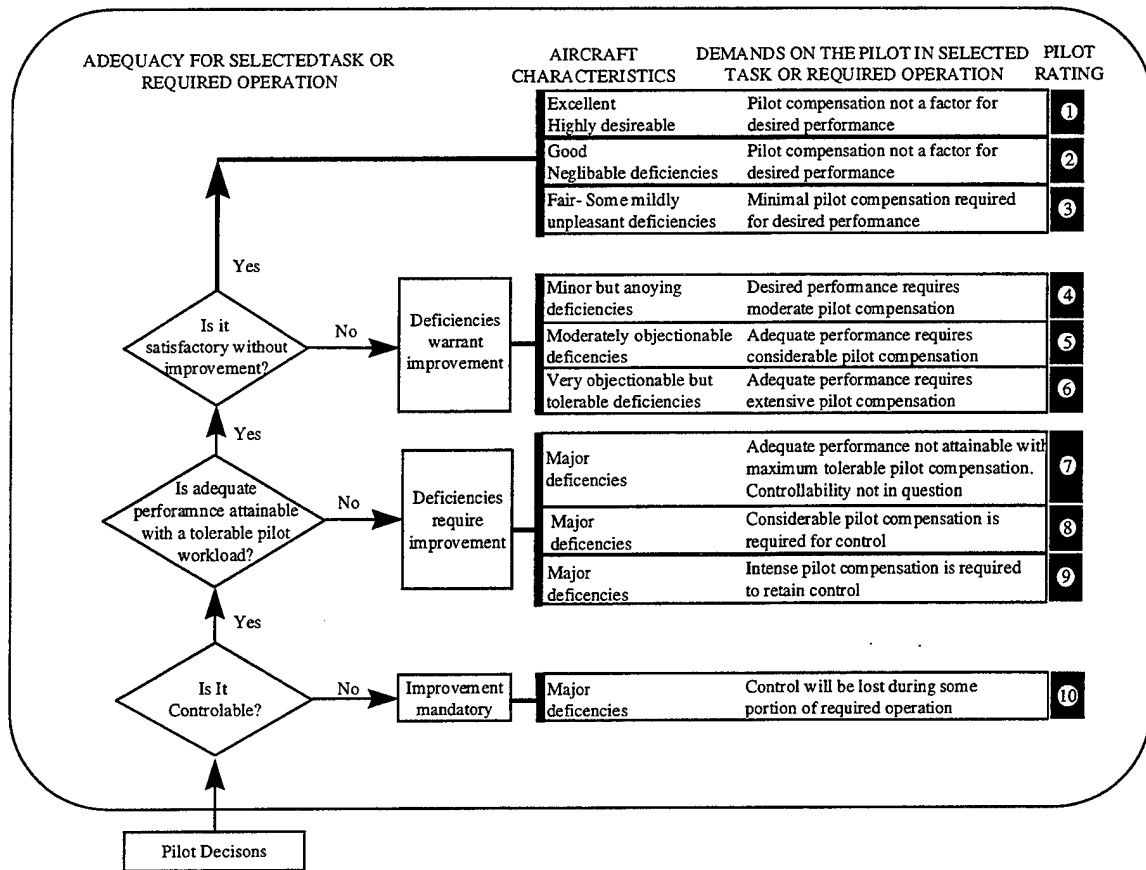 ADEQUACY FOR SELECTEDTASK OR
REQUIRED OPERATION
AIRCRAFT
CHARACTERISTICS
DEMANDS ON THE PILOT IN SELECTED
TASK OR REQUIRED OPERATION
PILOT
RATING
Excellent
Highly desireable
Pilot compensation not a factor for
desired performance
1
Good
Neglibable deficiencies
Pilot compensation not a factor for
desired performance
2
Fair- Some mildly
unpleasant deficiencies
Minimal pilot compensation required
for desired performance
3
Yes
Is it
satisfactory without
improvement?
No
Deficiencies
warrant
improvement
Minor but anoying
deficiencies
Desired performance requires
moderate pilot compensation
4
Moderately objectionable
deficencies
Adequate performance requires
considerable pilot compensation
5
Very objectionable but
tolerable deficiencies
Adequate performance requires
extensive pilot compensation
6
Yes
Is adequate
perforamnce attainable
with a tolerable pilot
workload?
No
Deficiencies
require
improvement
Major
deficiencies
Adequate performance not attainable with
maximum tolerable pilot compensation.
Controllability not in question
7
Major
deficencies
Considerable pilot compensation is
required for control
8
Major
deficencies
Intense pilot compensation is required
to retain control
9
Yes
Is It
Controlable?
No
Improvement
mandatory
Major
deficencies
Control will be lost during some
portion of required operation
10
Pilot Decisons